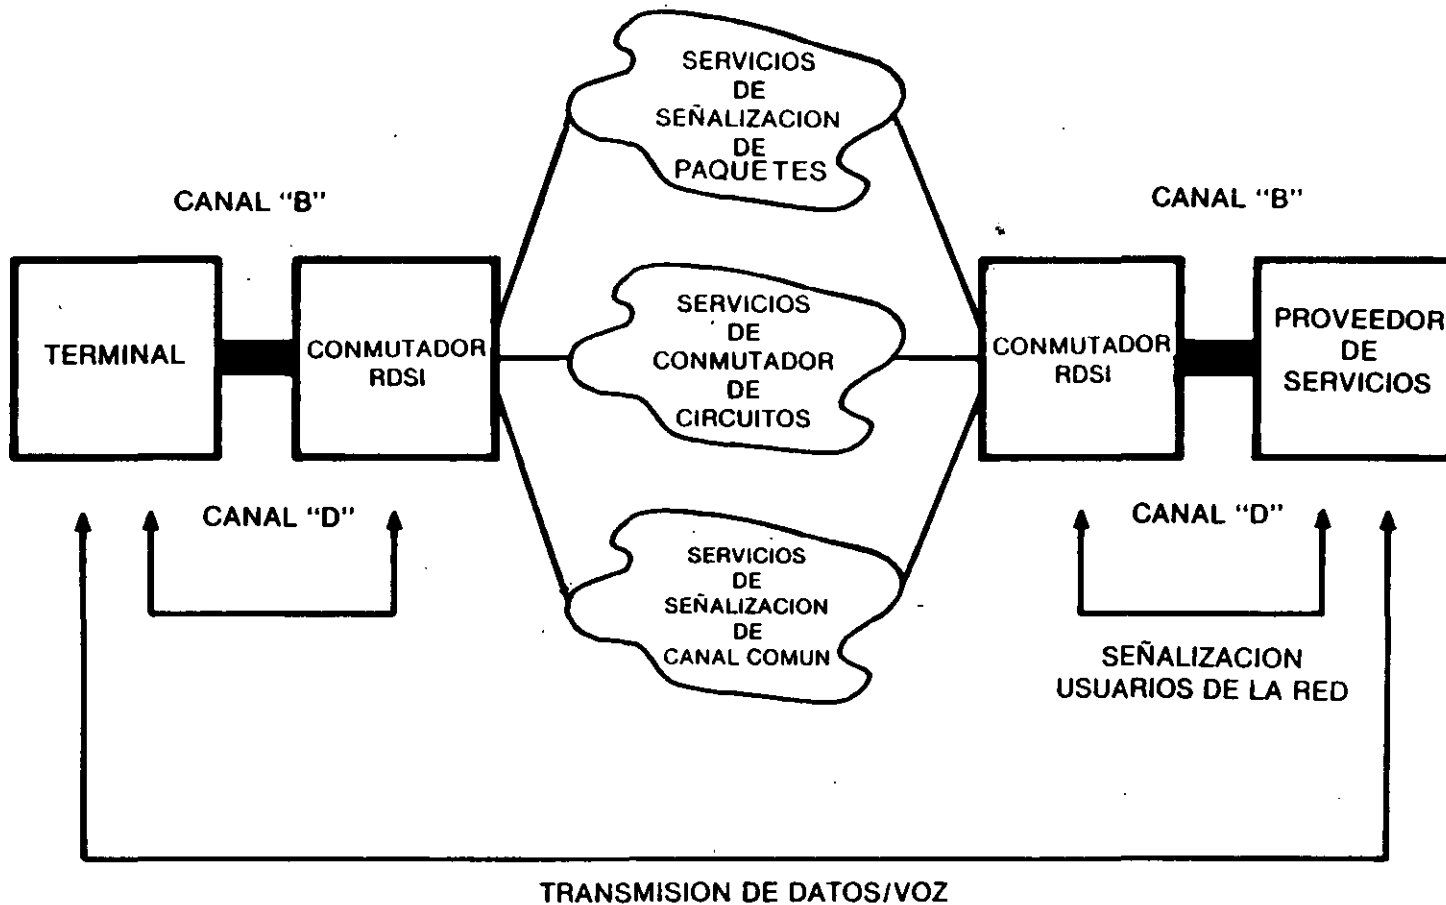 SERVICIOS
DE
SEÑALIZACION
DE
PAQUETES
CANAL "B"
CANAL "B"
TERMINAL
CONMUTADOR
RDSI
SERVICIOS
DE
CONMUTADOR
DE
CIRCUITOS
CONMUTADOR
RDSI
PROVEEDOR
DE
SERVICIOS
CANAL "D"
CANAL "D"
SERVICIOS
DE
SEÑALIZACION
DE
CANAL COMUN
SEÑALIZACION
USUARIOS DE LA RED
TRANSMISION DE DATOS/VOZ